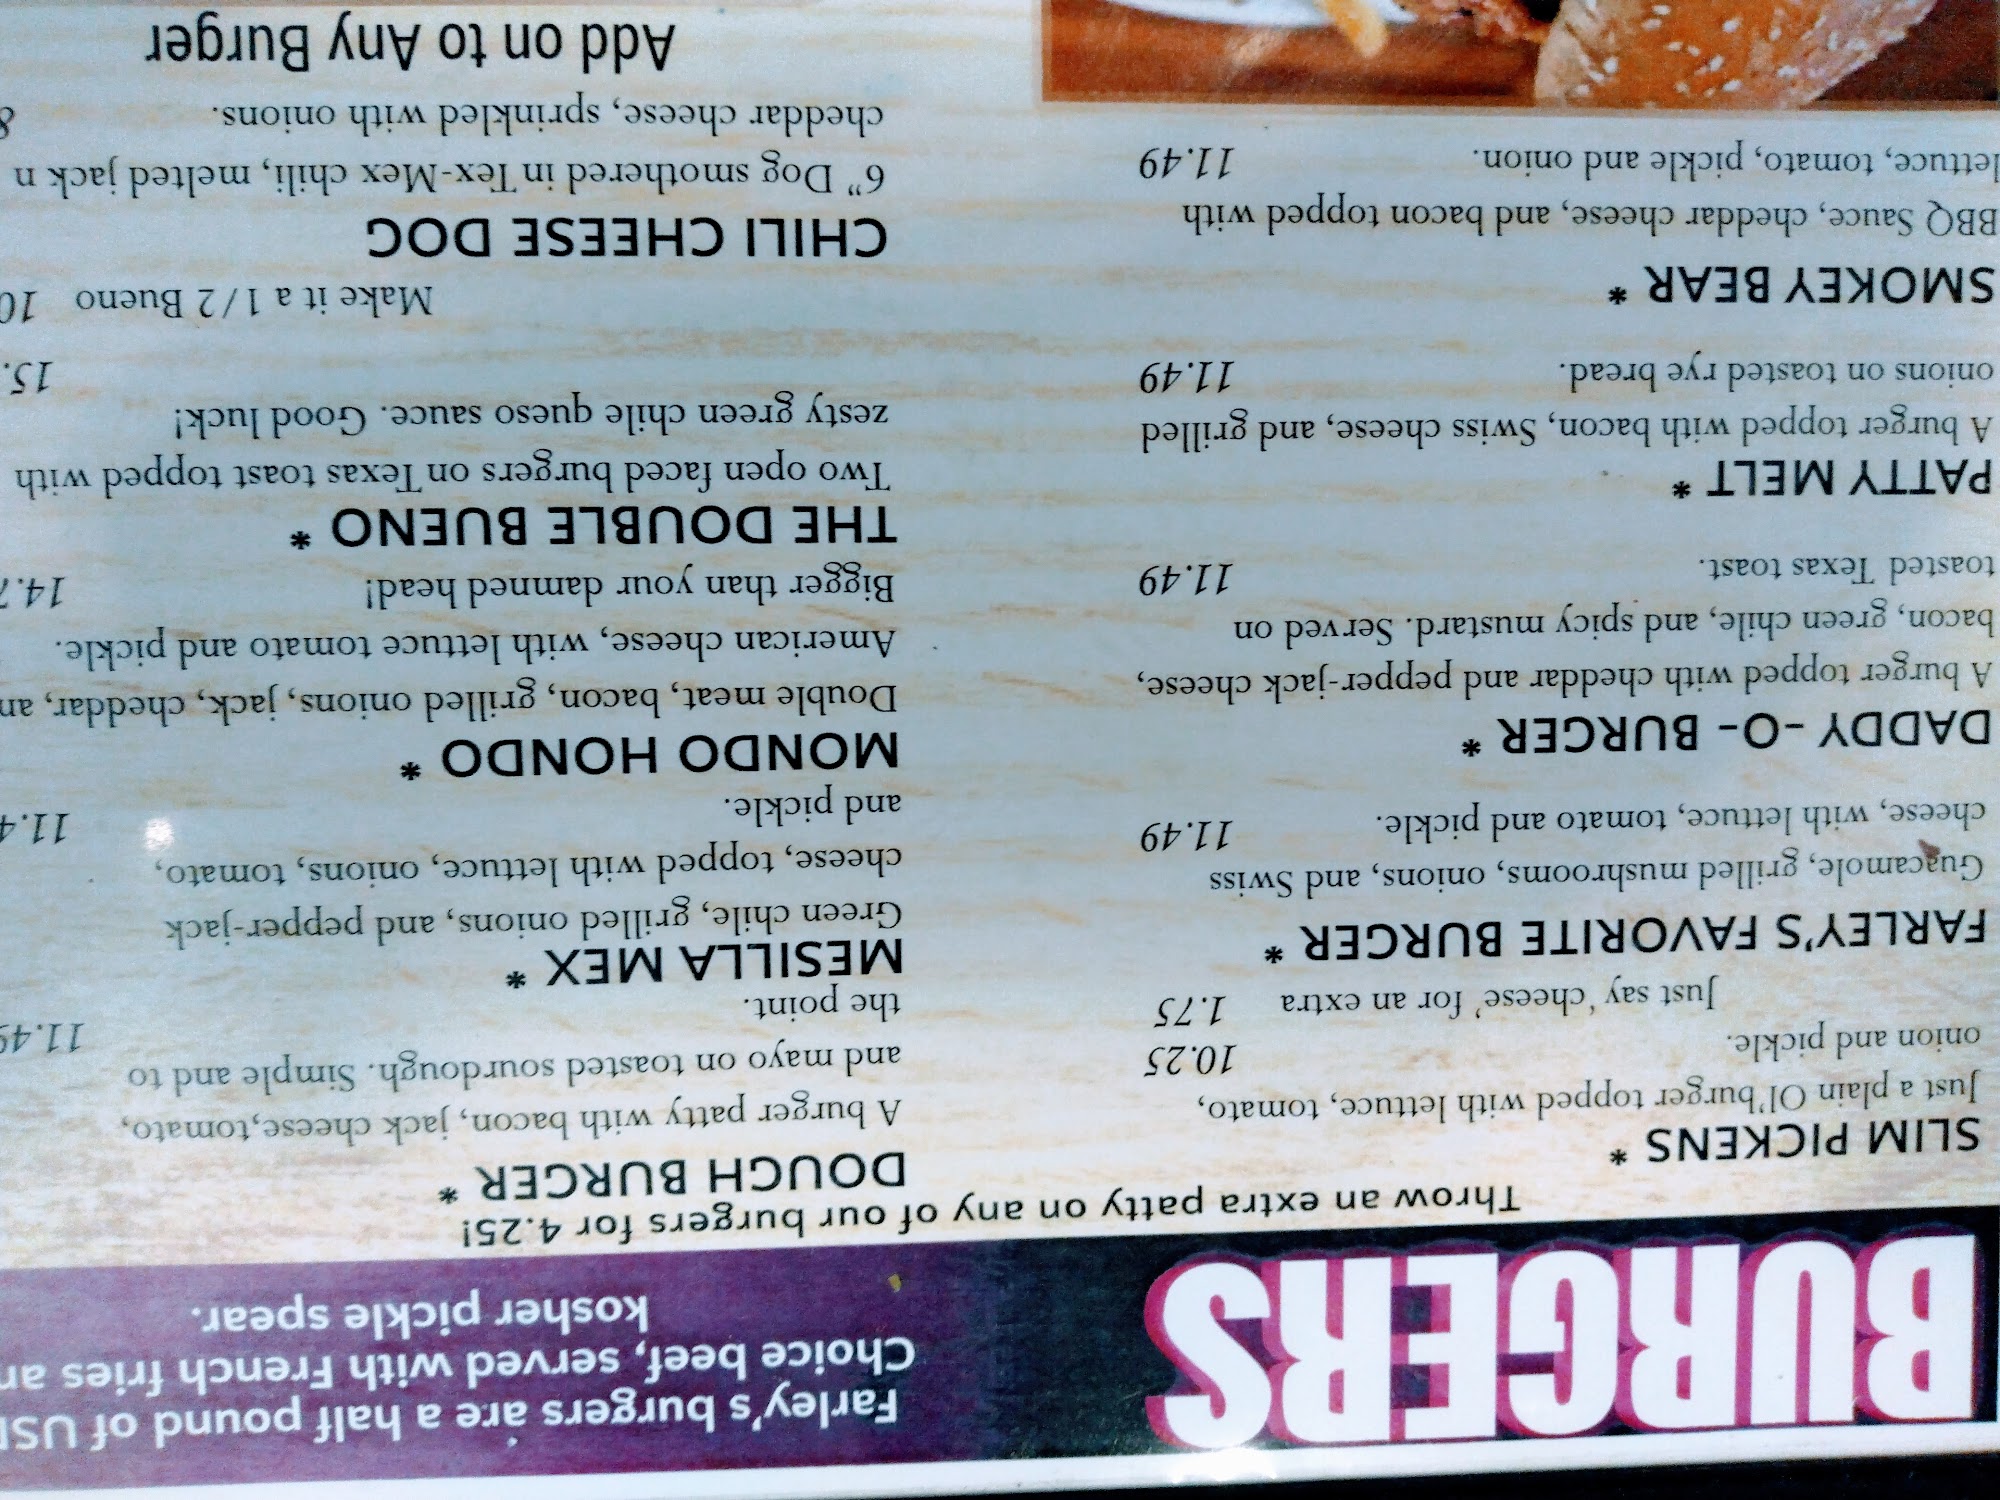 BURGERS
Farley's burgers are a half pound of
Choice beef, served with French fries
kosher pickle spear.
Throw an extra patty on any of our burgers for 4.25!
SLIM PICKENS *
Just a plain Ol' burger topped with lettuce, tomato,
onion and pickle. 10.25
Just say 'cheese' for an extra 1.75
FARLEY'S FAVORITE BURGER *
Guacamole, grilled mushrooms, onions, and Swiss
cheese, with lettuce, tomato and pickle. 11.49
DADDY -O- BURGER *
A burger topped with cheddar and pepper-jack cheese,
bacon, green chile, and spicy mustard. Served on
toasted Texas toast. 11.49
PATTY MELT *
A burger topped with bacon, Swiss cheese, and grilled
onions on toasted rye bread. 11.49
SMOKEY BEAR *
BBQ Sauce, cheddar cheese, and bacon topped with
lettuce, tomato, pickle and onion. 11.49
DOUGH BURGER *
A burger patty with bacon, jack cheese,tomato,
and mayo on toasted sourdough. Simple and to
the point. 11.49
MESILLA MEX *
Green chile, grilled onions, and pepper-jack
cheese, topped with lettuce, onions, tomato,
and pickle. 11.4
MONDO HONDO *
Double meat, bacon, grilled onions, jack, cheddar,
American cheese, with lettuce tomato and pickle.
Bigger than your damned head! 14.7
THE DOUBLE BUENO *
Two open faced burgers on Texas toast topped with
zesty green chile queso sauce. Good luck! 15.
Make it a 1/2 Bueno 10
CHILI CHEESE DOG
6" Dog smothered in Tex-Mex chili, melted jack n
cheddar cheese, sprinkled with onions. 8
Add on to Any Burger